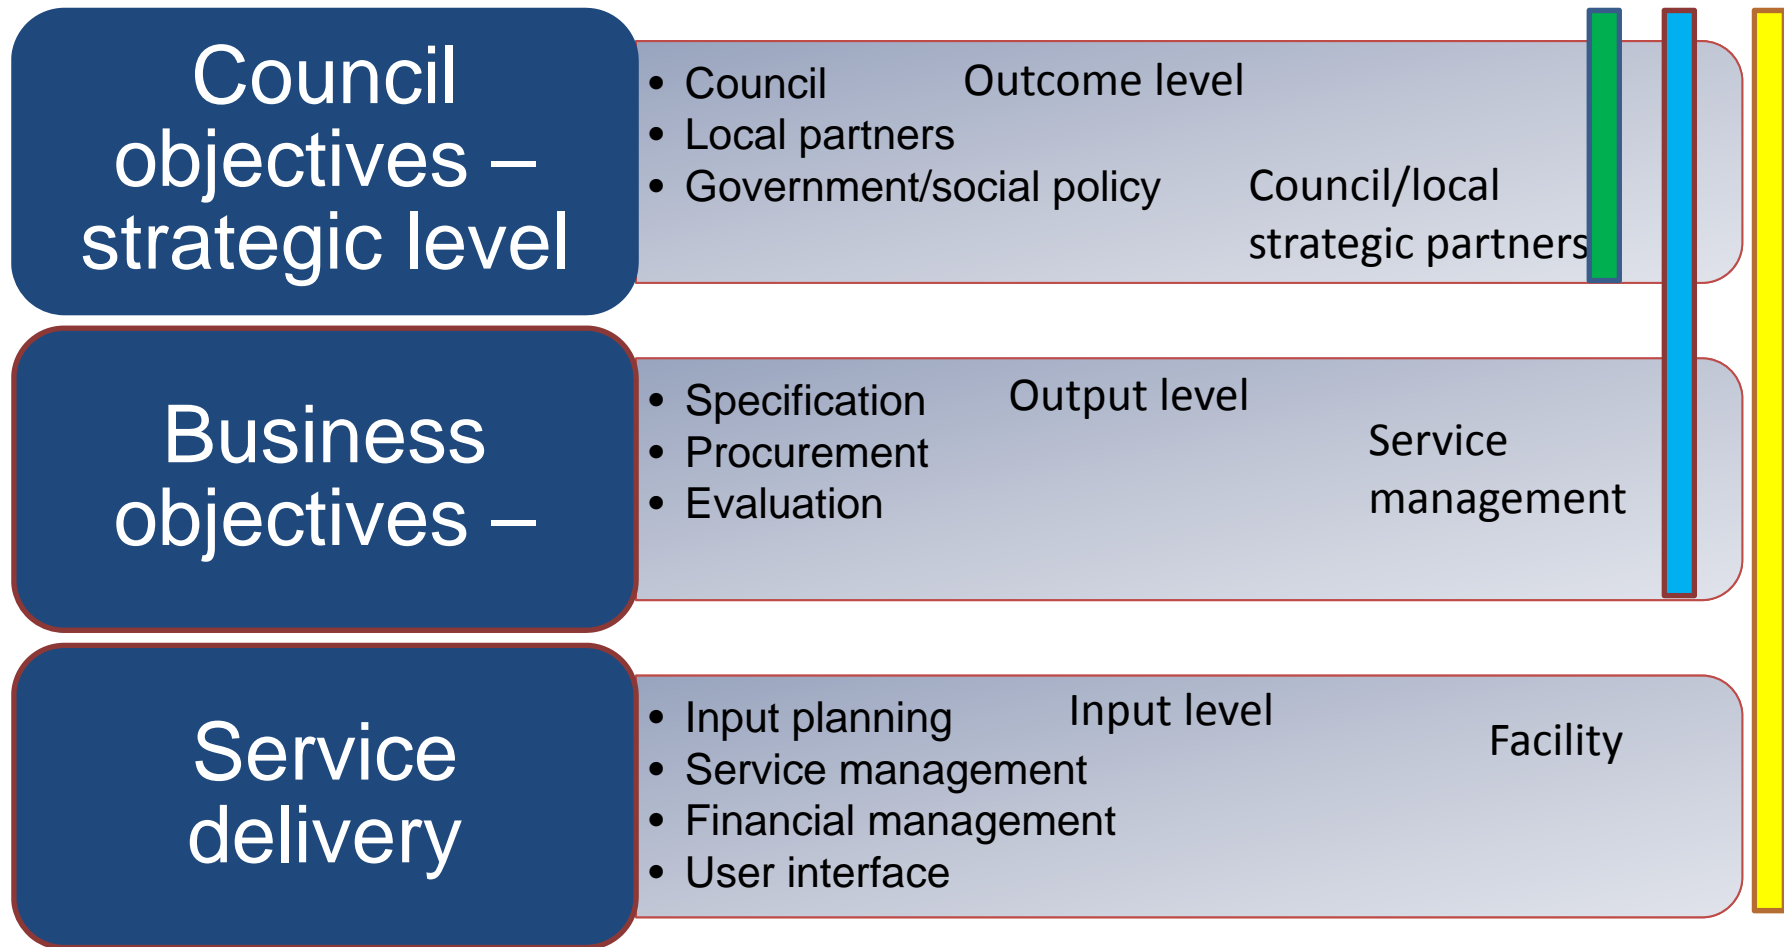 Council
objectives –
strategic level
• Council
• Local partners
• Government/social policy
Outcome level
Council/local
strategic partners
Business
objectives –
• Specification
• Procurement
• Evaluation
Output level
Service
management
Service
delivery
• Input planning
• Service management
• Financial management
• User interface
Input level
Facility